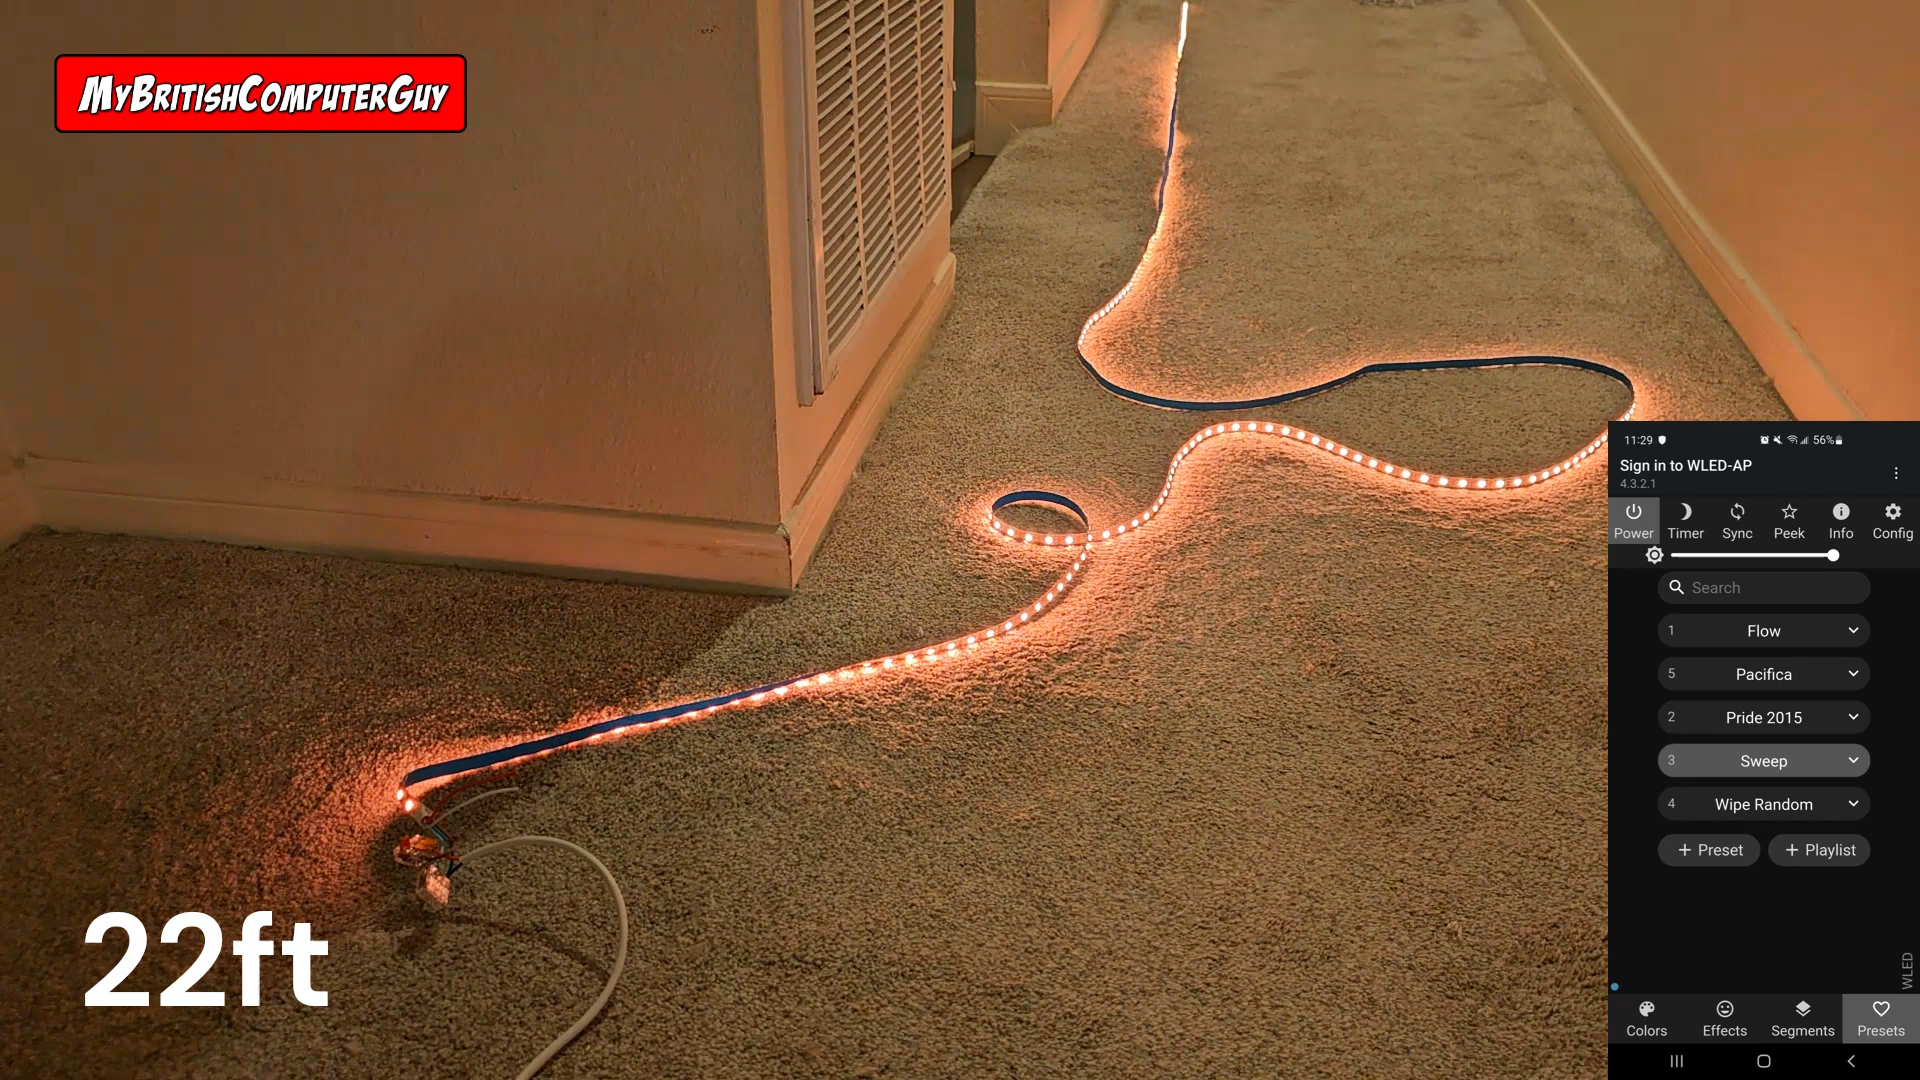 MyBritishComputerGuy
22ft
11:29
56%
Sign in to WLED-AP
4.3.2.1
Power Timer Sync Peek Info Config
Search
1 Flow
5 Pacifica
2 Pride 2015
3 Sweep
4 Wipe Random
+ Preset + Playlist
WLED
Colors Effects Segments Presets